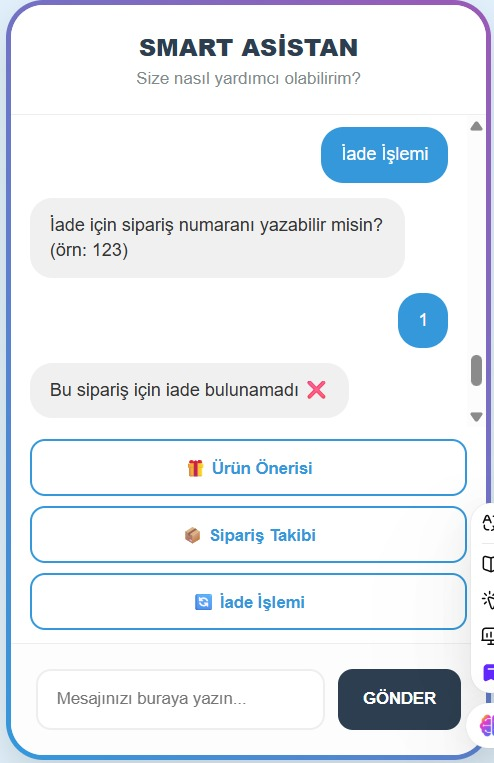 SMART ASİSTAN
Size nasıl yardımcı olabilirim?
İade İşlemi
İade için sipariş numaranı yazabilir misin?
(örn: 123)
1
Bu sipariş için iade bulunamadı ❌
🎁 Ürün Önerisi
📦 Sipariş Takibi
🔄 İade İşlemi
Mesajınızı buraya yazın...
GÖNDER